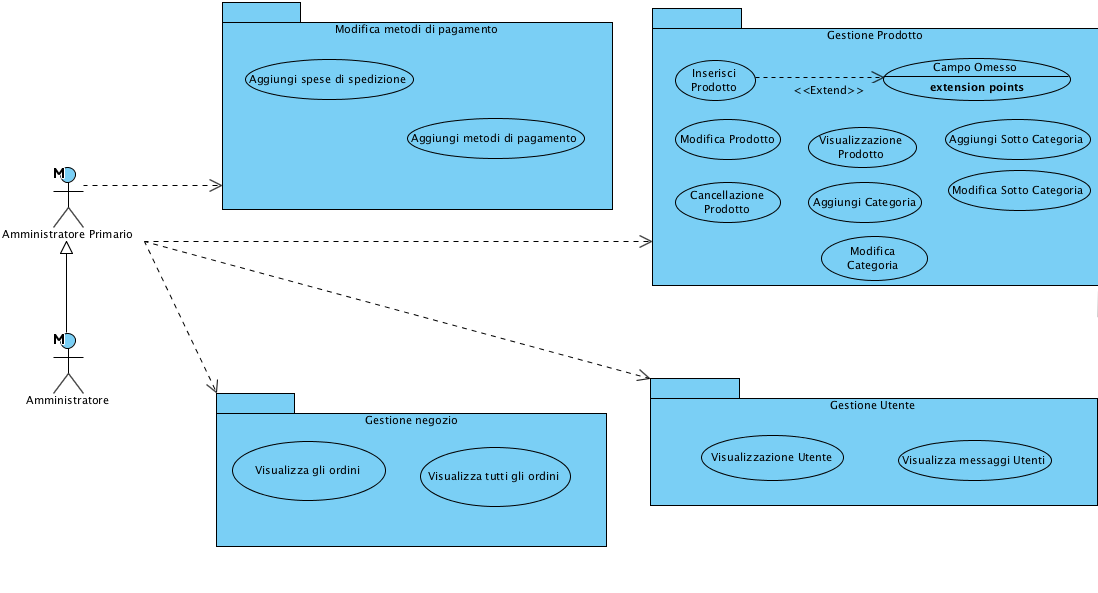 Modifica metodi di pagamento
Aggiungi spese di spedizione
Aggiungi metodi di pagamento
Gestione Prodotto
Inserisci
Prodotto
<<Extend>>
Campo Omesso
extension points
Modifica Prodotto
Visualizzazione
Prodotto
Aggiungi Sotto Categoria
Cancellazione
Prodotto
Aggiungi Categoria
Modifica Sotto Categoria
Modifica
Categoria
M
Amministratore Primario
M
Amministratore
Gestione negozio
Visualizza gli ordini
Visualizza tutti gli ordini
Gestione Utente
Visualizzazione Utente
Visualizza messaggi Utenti